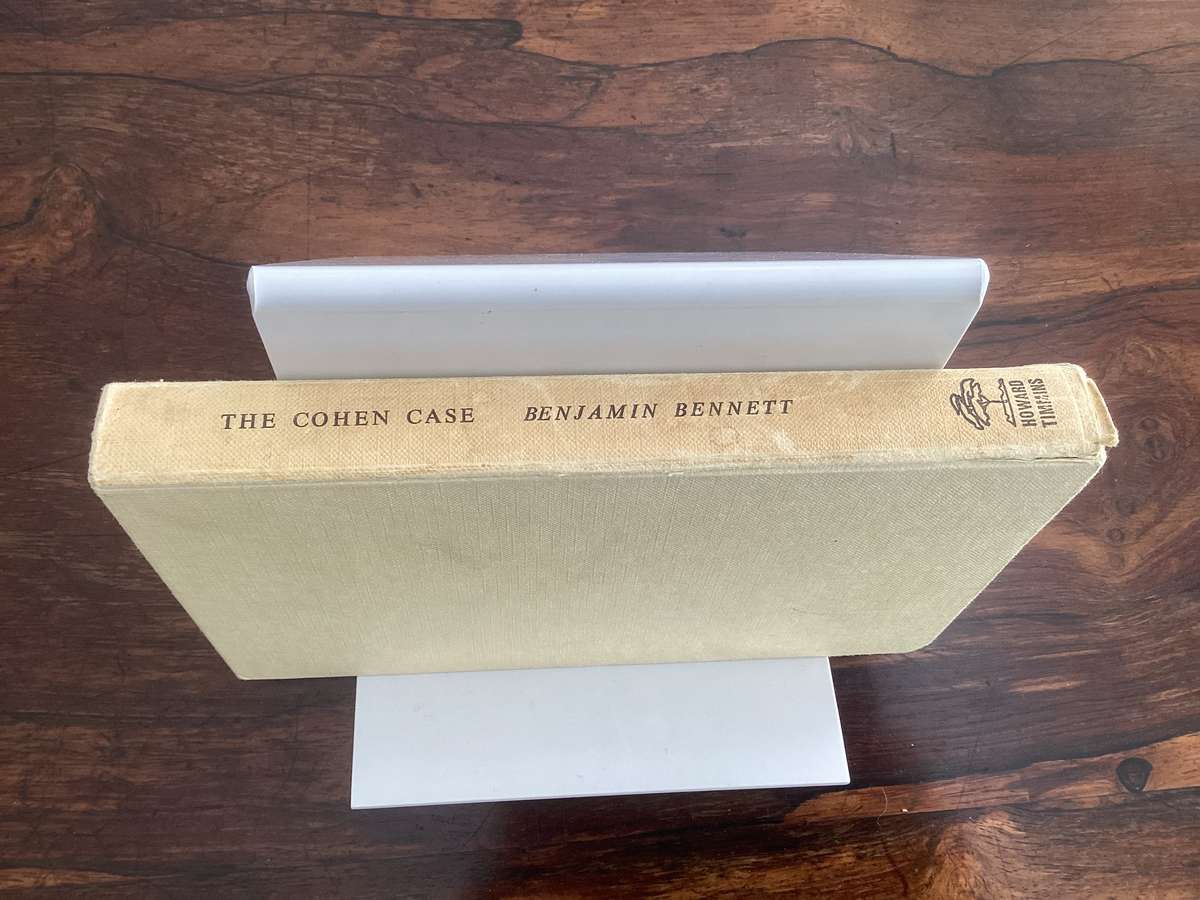 THE COHEN CASE BENJAMIN BENNETT
HOWARD
TIMMINS